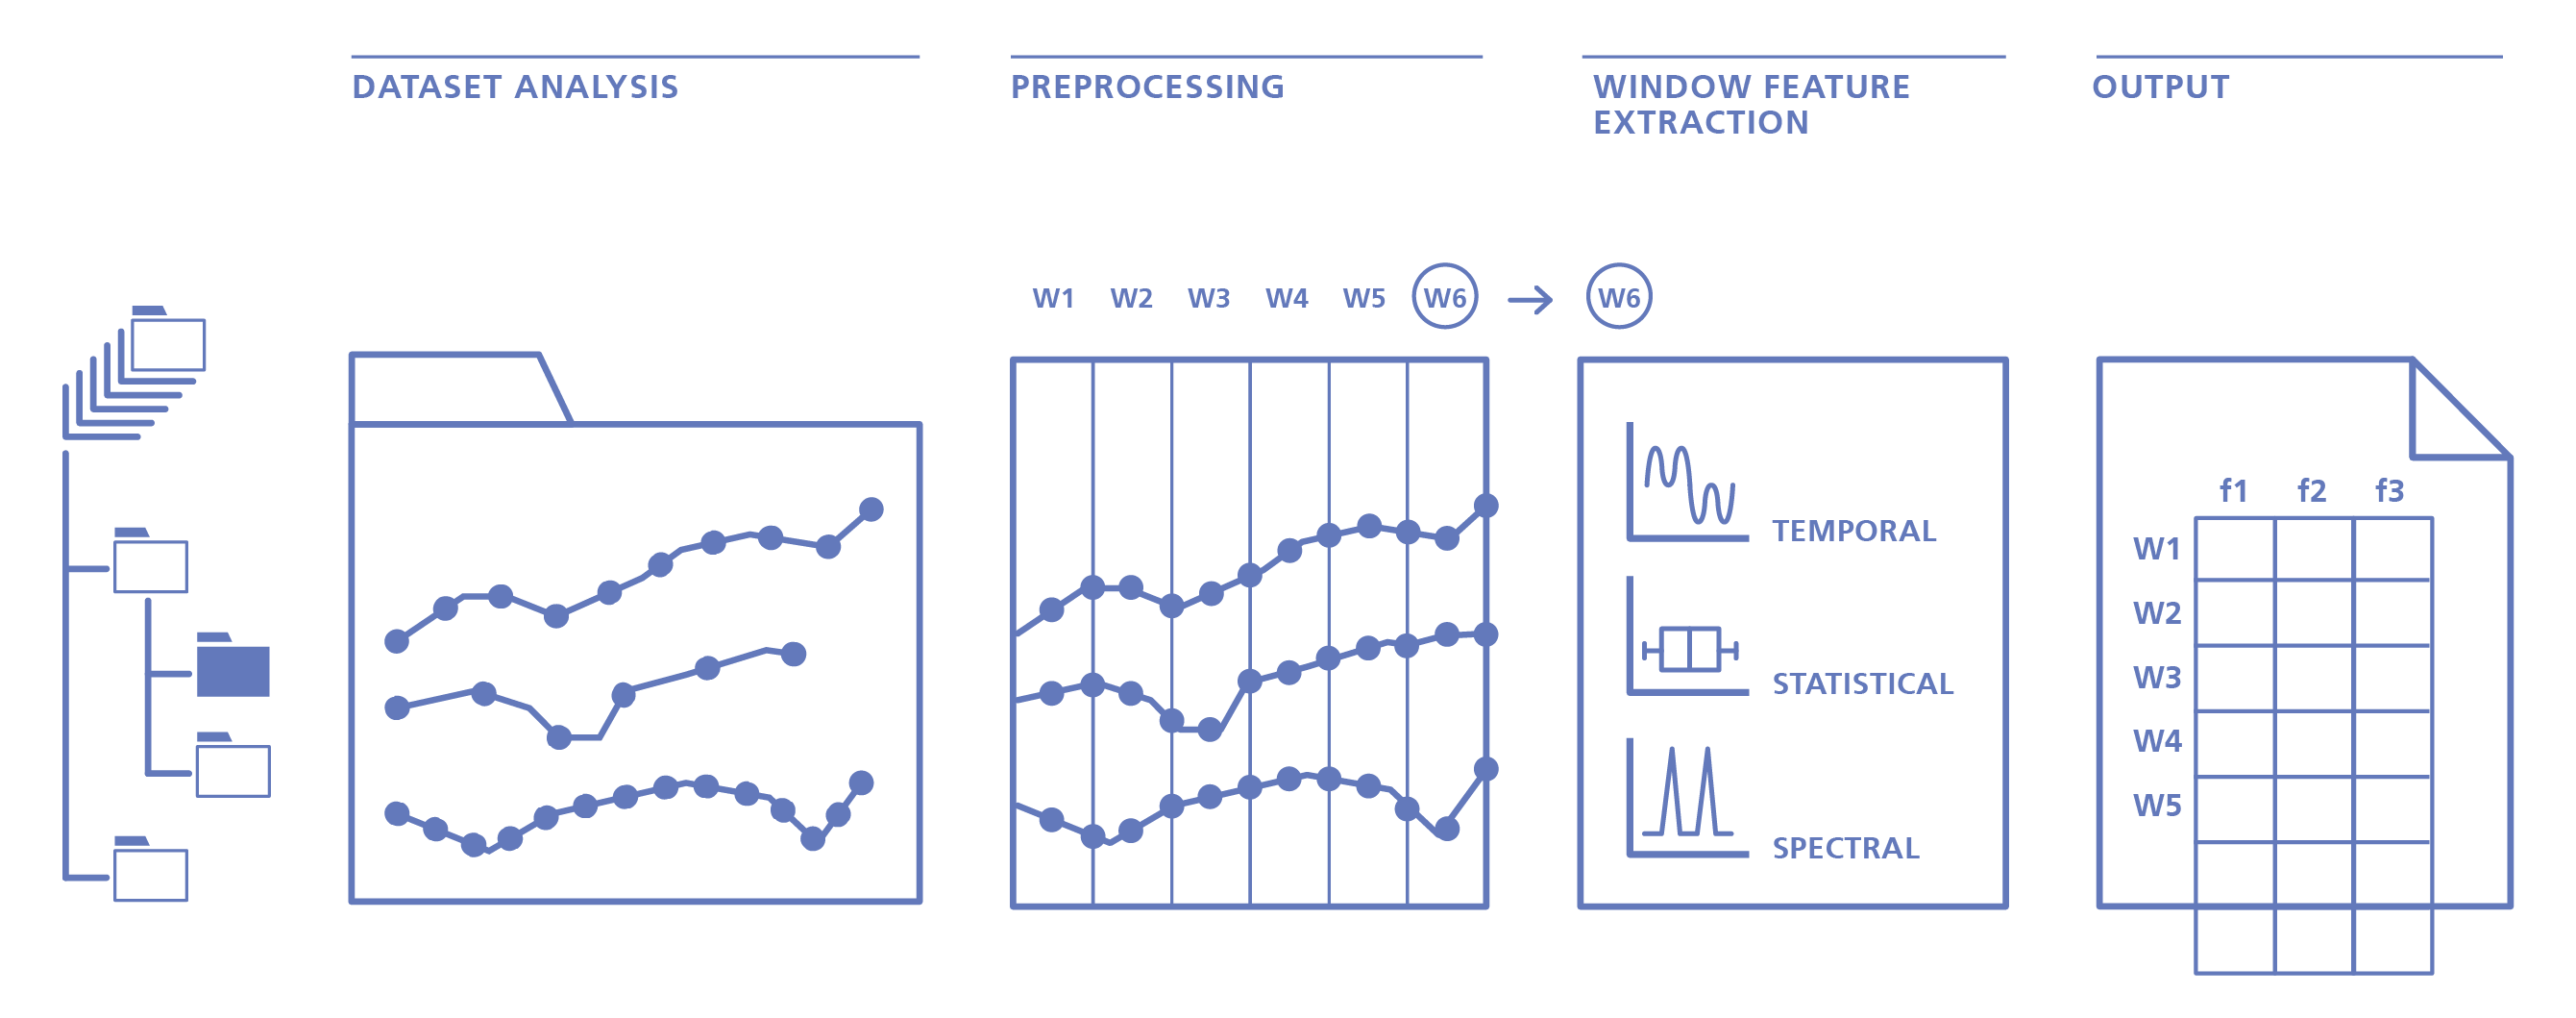 DATASET ANALYSIS
PREPROCESSING
WINDOW FEATURE
EXTRACTION
OUTPUT
W1 W2 W3 W4 W5 W6
W6
TEMPORAL
STATISTICAL
SPECTRAL
f1 f2 f3
W1
W2
W3
W4
W5